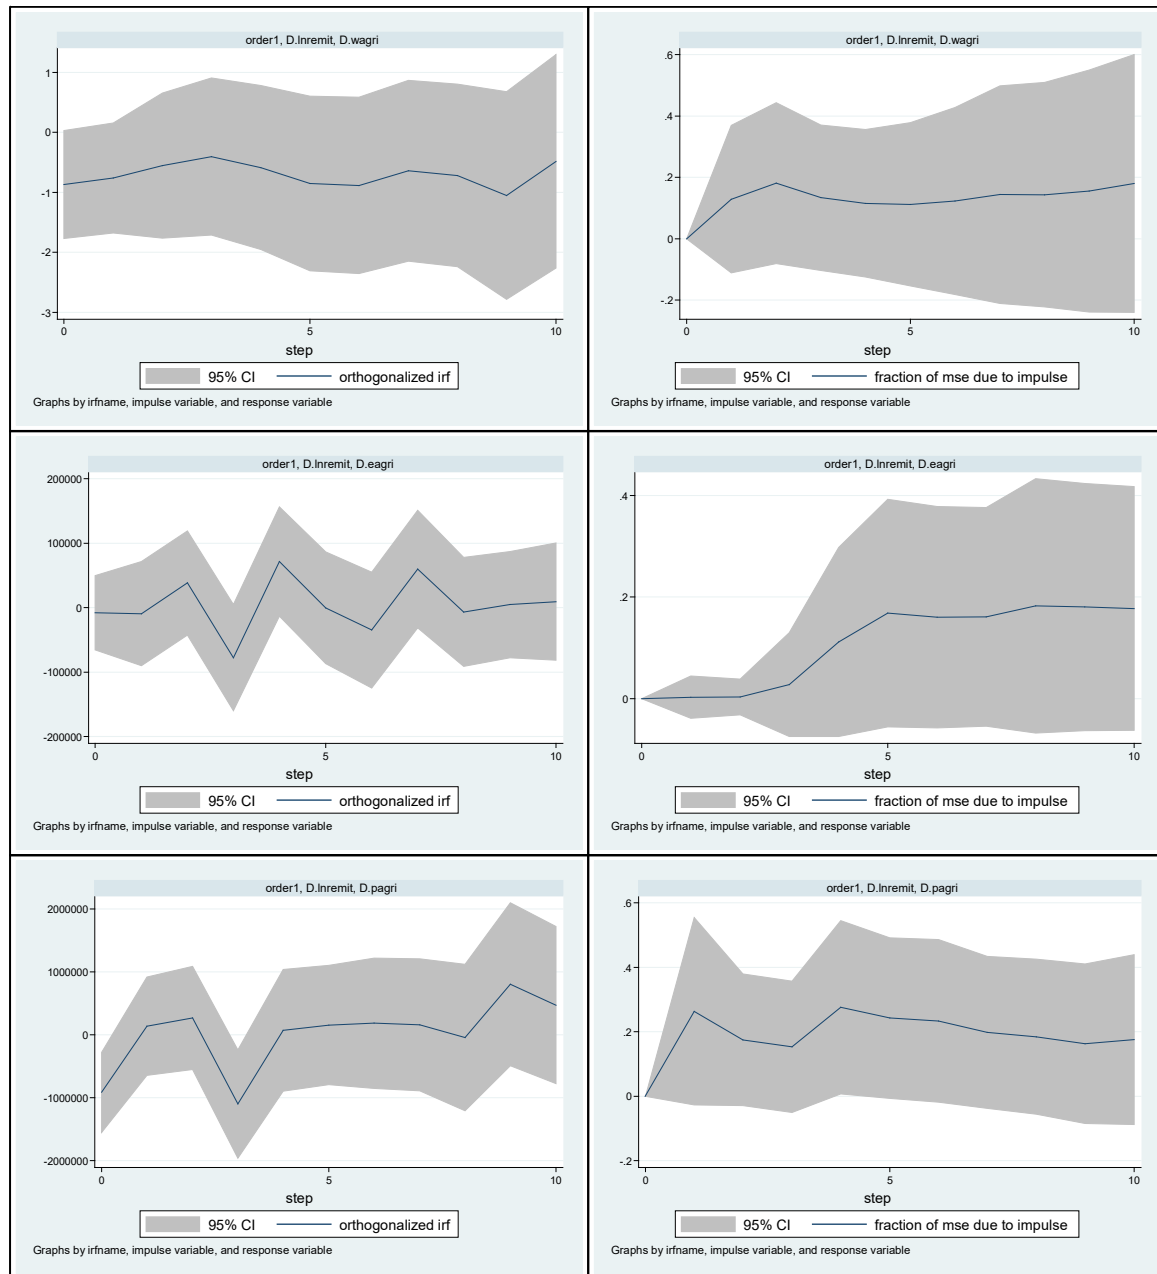 order1, D.lnremit, D.wagri
1
0
-1
-2
-3
0
5
10
step
95% CI
orthogonalized irf
Graphs by irfname, impulse variable, and response variable
order1, D.lnremit, D.wagri
.6
.4
.2
0
-.2
0
5
10
step
95% CI
fraction of mse due to impulse
Graphs by irfname, impulse variable, and response variable
order1, D.lnremit, D.eagri
200000
100000
0
-100000
-200000
0
5
10
step
95% CI
orthogonalized irf
Graphs by irfname, impulse variable, and response variable
order1, D.lnremit, D.eagri
.4
.2
0
0
5
10
step
95% CI
fraction of mse due to impulse
Graphs by irfname, impulse variable, and response variable
order1, D.lnremit, D.pagri
2000000
1000000
0
-1000000
-2000000
0
5
10
step
95% CI
orthogonalized irf
Graphs by irfname, impulse variable, and response variable
order1, D.lnremit, D.pagri
.6
.4
.2
0
-.2
0
5
10
step
95% CI
fraction of mse due to impulse
Graphs by irfname, impulse variable, and response variable